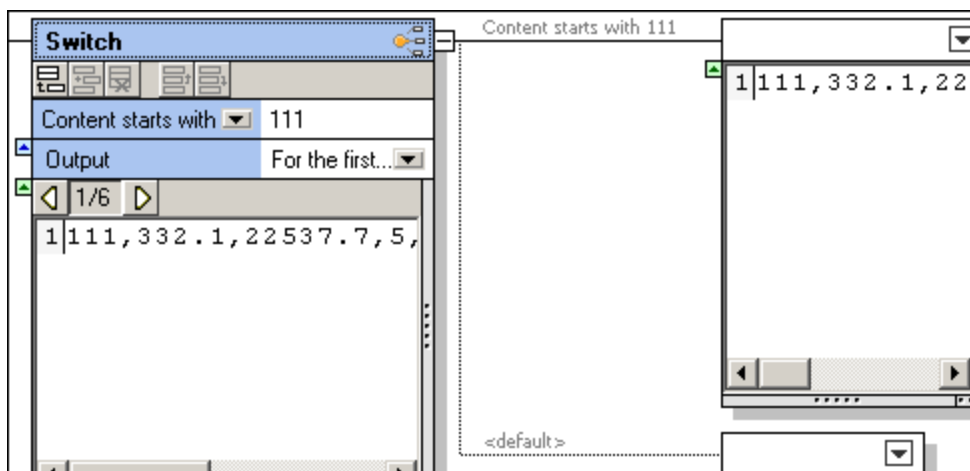 Switch
Content starts with 111
Output For the first...
1/6
1 111,332.1,22537.7,5,
Content starts with 111
1 111,332.1,22
<default>